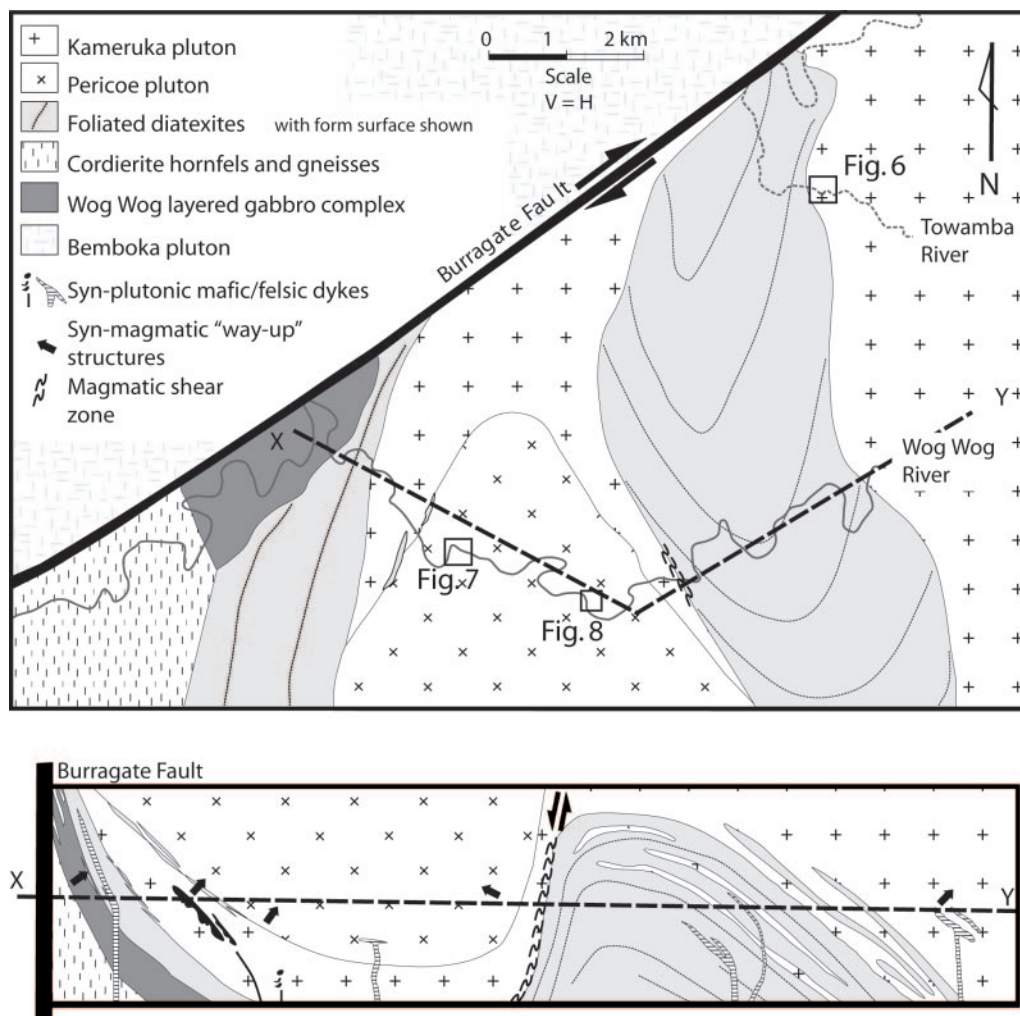 Kameruka pluton
Pericoe pluton
Foliated diatexites with form surface shown
Cordierite hornfels and gneisses
Wog Wog layered gabbro complex
Bemboka pluton
Syn-plutonic mafic/felsic dykes
Syn-magmatic “way-up”
structures
Magmatic shear
zone
0 1 2 km
Scale
V = H
N
Burragate Fault
Fig. 6
Towamba
River
X
Y
Wog Wog
River
Fig. 7
Fig. 8
Burragate Fault
X
Y